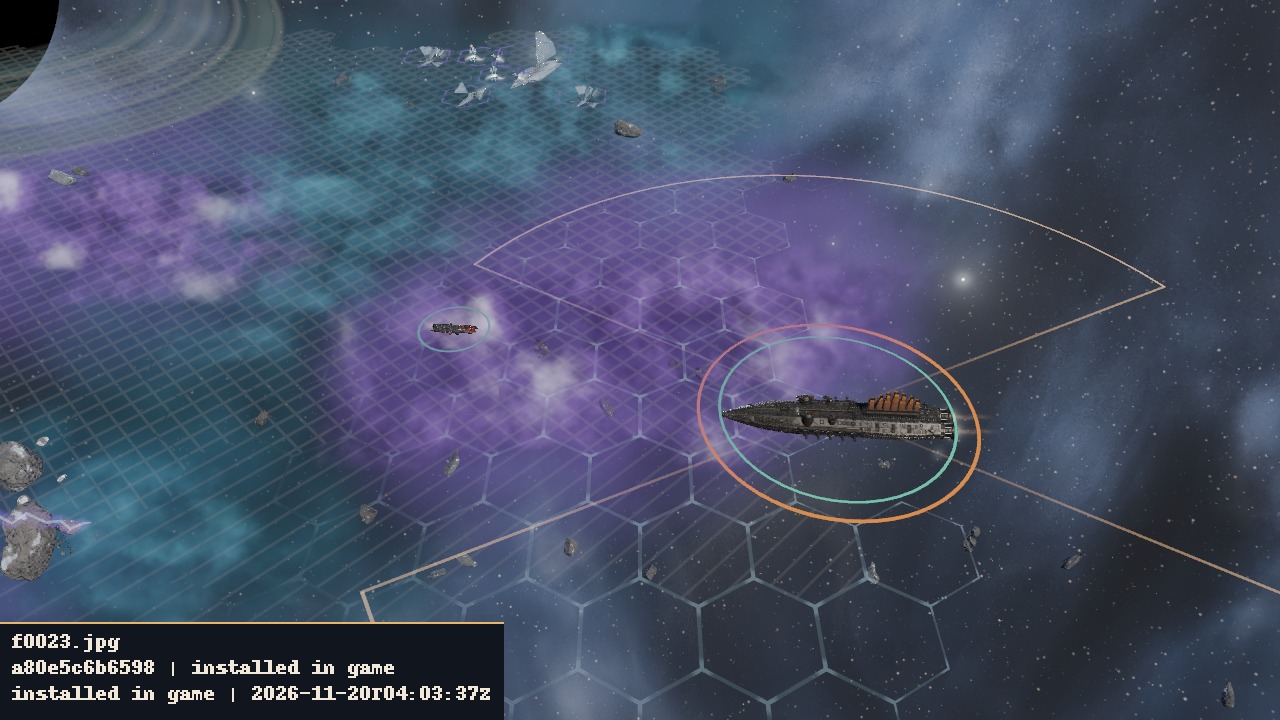 f0023.jpg
a80e5c6b6598 | installed in game
installed in game | 2026-11-20T04:03:37Z